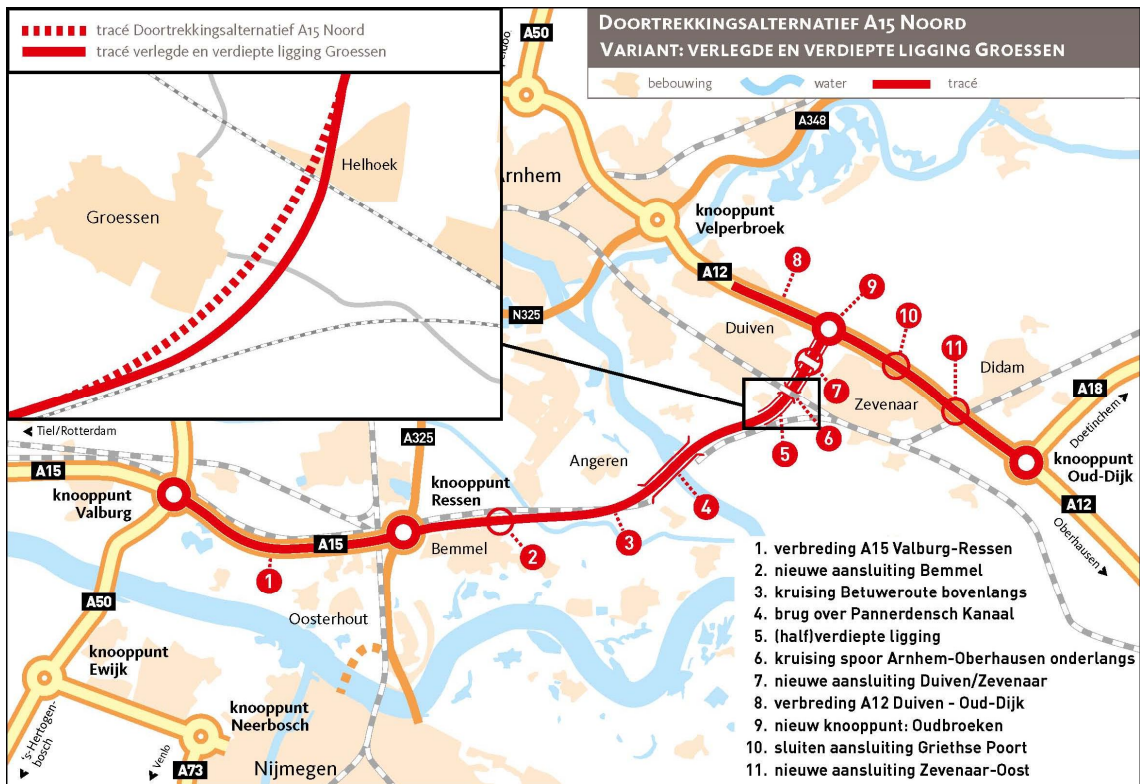 tracé Doortrekkingsalternatief A15 Noord
tracé verlegde en verdiepte ligging Groessen
DOORTREKKINGSALTERNATIEF A15 NOORD
VARIANT: VERLEGDE EN VERDIEPTE LIGGING GROESSEN
bebouwing
water
tracé
A50
A348
Helhoek
Groessen
Arnhem
knooppunt
Velperbroek
A12
8
9
10
11
N325
Duiven
Didam
7
Zevenaar
A18
Doetinchem
Tiel/Rotterdam
A325
5
6
A15
knooppunt
Valburg
knooppunt
Ressen
Angeren
knooppunt
Oud-Dijk
4
A12
Oberhausen
A15
Bemmel
1
2
3
A50
Oosterhout
knooppunt
Ewijk
knooppunt
Neerbosch
's-Hertogen-
bosch
Venlo
A73
Nijmegen
1. verbreding A15 Valburg-Ressen
2. nieuwe aansluiting Bemmel
3. kruising Betuweroute bovenlangs
4. brug over Pannerdensch Kanaal
5. (half)verdiepte ligging
6. kruising spoor Arnhem-Oberhausen onderlangs
7. nieuwe aansluiting Duiven/Zevenaar
8. verbreding A12 Duiven - Oud-Dijk
9. nieuw knooppunt: Oudbroeken
10. sluiten aansluiting Griethse Poort
11. nieuwe aansluiting Zevenaar-Oost